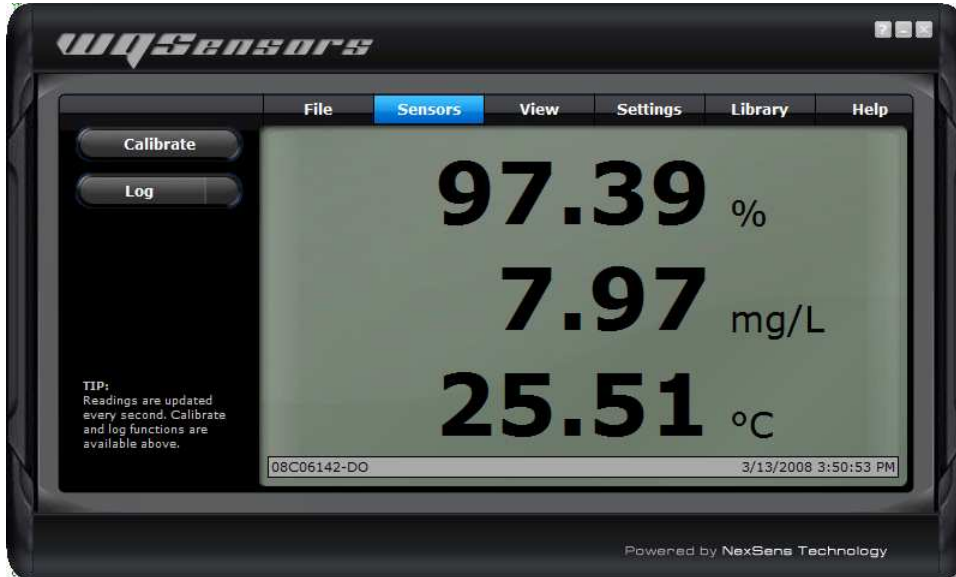 WQSensors
? _ X
File Sensors View Settings Library Help
Calibrate
Log
97.39 %
7.97 mg/L
25.51 °C
TIP:
Readings are updated
every second. Calibrate
and log functions are
available above.
08C06142-DO 3/13/2008 3:50:53 PM
Powered by NexSens Technology